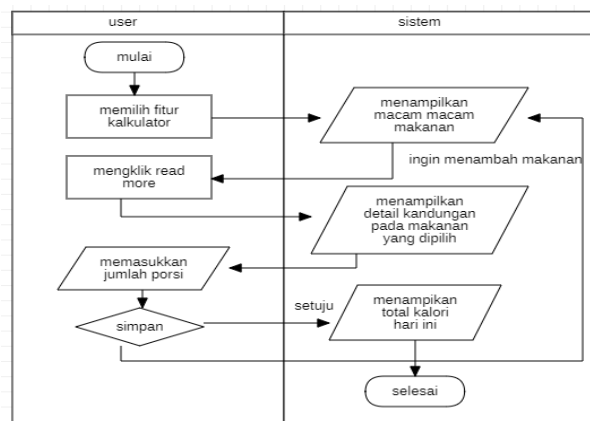 user
sistem
mulai
memilih fitur
kalkulator
menampilkan
macam macam
makanan
ingin menambah makanan
mengklik read
more
menampilkan
detail kandungan
pada makanan
yang dipilih
memasukkan
jumlah porsi
simpan
setuju
menampikan
total kalori
hari ini
selesai